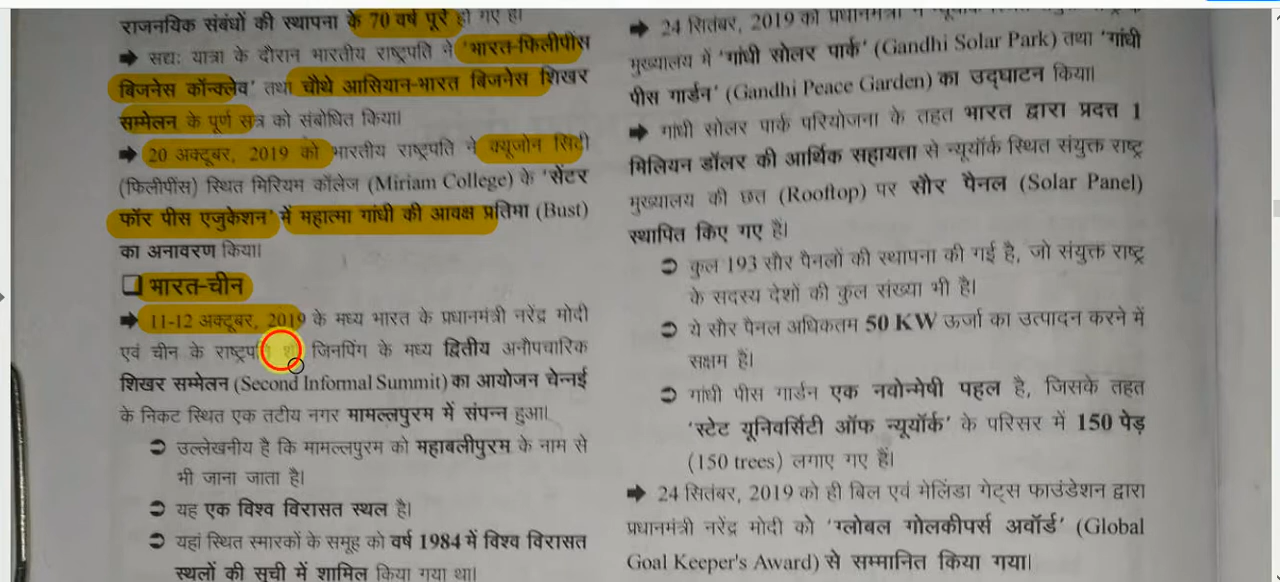 राजनयिक संबंधों की स्थापना के 70 वर्ष पूरे हो गए हैं।
➡ सद्यः यात्रा के दौरान भारतीय राष्ट्रपति ने 'भारत-फिलीपींस
बिजनेस कॉन्क्लेव' तथा चौथे आसियान-भारत बिजनेस शिखर
सम्मेलन के पूर्ण सत्र को संबोधित किया।
➡ 20 अक्टूबर, 2019 को भारतीय राष्ट्रपति ने क्यूजोन सिटी
(फिलीपींस) स्थित मिरियम कॉलेज (Miriam College) के 'सेंटर
फॉर पीस एजुकेशन' में महात्मा गांधी की आवक्ष प्रतिमा (Bust)
का अनावरण किया।
❑ भारत-चीन
➡ 11-12 अक्टूबर, 2019 के मध्य भारत के प्रधानमंत्री नरेंद्र मोदी
एवं चीन के राष्ट्रपति शी जिनपिंग के मध्य द्वितीय अनौपचारिक
शिखर सम्मेलन (Second Informal Summit) का आयोजन चेन्नई
के निकट स्थित एक तटीय नगर मामल्लपुरम में संपन्न हुआ।
➲ उल्लेखनीय है कि मामल्लपुरम को महाबलीपुरम के नाम से
भी जाना जाता है।
➲ यह एक विश्व विरासत स्थल है।
➲ यहां स्थित स्मारकों के समूह को वर्ष 1984 में विश्व विरासत
स्थलों की सूची में शामिल किया गया था।
➡ 24 सितंबर, 2019 को प्रधानमंत्री ने
मुख्यालय में 'गांधी सोलर पार्क' (Gandhi Solar Park) तथा 'गांधी
पीस गार्डन' (Gandhi Peace Garden) का उद्घाटन किया।
➡ गांधी सोलर पार्क परियोजना के तहत भारत द्वारा प्रदत्त 1
मिलियन डॉलर की आर्थिक सहायता से न्यूयॉर्क स्थित संयुक्त राष्ट्र
मुख्यालय की छत (Rooftop) पर सौर पैनल (Solar Panel)
स्थापित किए गए हैं।
➲ कुल 193 सौर पैनलों की स्थापना की गई है, जो संयुक्त राष्ट्र
के सदस्य देशों की कुल संख्या भी है।
➲ ये सौर पैनल अधिकतम 50 KW ऊर्जा का उत्पादन करने में
सक्षम हैं।
➲ गांधी पीस गार्डन एक नवोन्मेषी पहल है, जिसके तहत
'स्टेट यूनिवर्सिटी ऑफ न्यूयॉर्क' के परिसर में 150 पेड़
(150 trees) लगाए गए हैं।
➡ 24 सितंबर, 2019 को ही बिल एवं मेलिंडा गेट्स फाउंडेशन द्वारा
प्रधानमंत्री नरेंद्र मोदी को 'ग्लोबल गोलकीपर्स अवॉर्ड' (Global
Goal Keeper's Award) से सम्मानित किया गया।